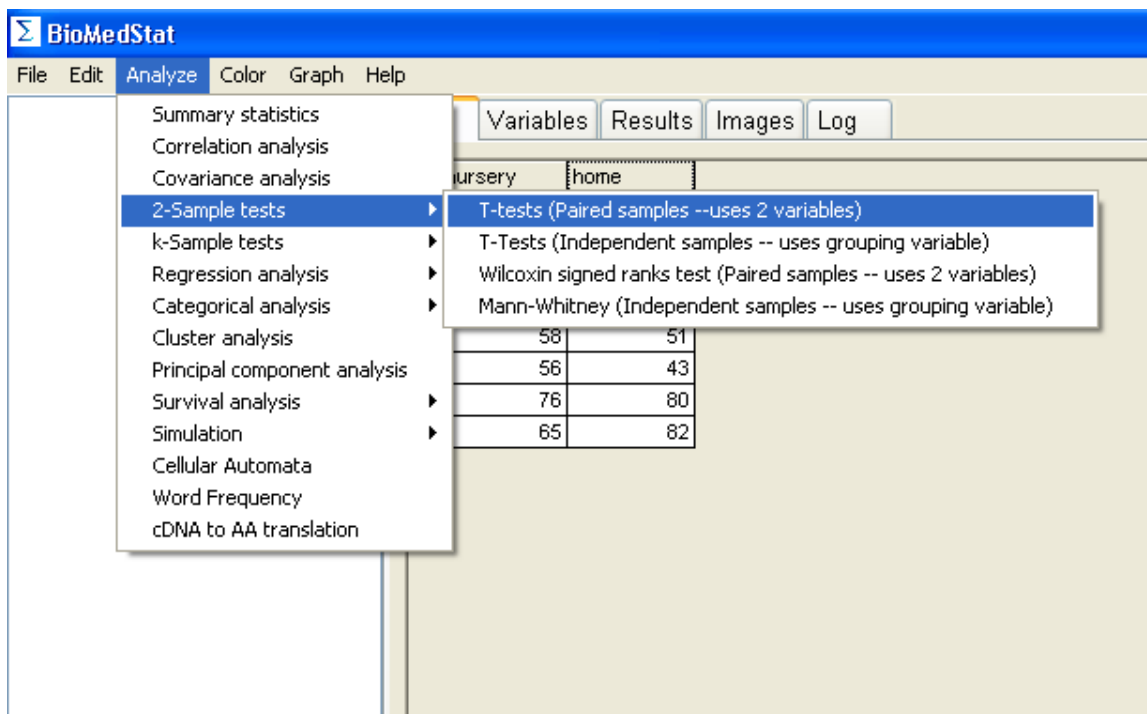 Σ BioMedStat
File Edit Analyze Color Graph Help
Summary statistics
Correlation analysis
Covariance analysis
2-Sample tests
k-Sample tests
Regression analysis
Categorical analysis
Cluster analysis
Principal component analysis
Survival analysis
Simulation
Cellular Automata
Word Frequency
cDNA to AA translation
Variables Results Images Log
home
T-tests (Paired samples --uses 2 variables)
T-Tests (Independent samples -- uses grouping variable)
Wilcoxin signed ranks test (Paired samples -- uses 2 variables)
Mann-Whitney (Independent samples -- uses grouping variable)
58 51
56 43
76 80
65 82